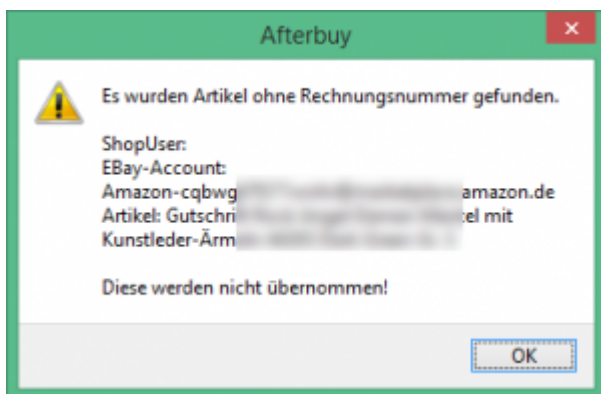 Afterbuy
Es wurden Artikel ohne Rechnungsnummer gefunden.
ShopUser:
EBay-Account:
Amazon-cqbwg amazon.de
Artikel: Gutschri el mit
Kunstleder-Ärm
Diese werden nicht übernommen!
OK